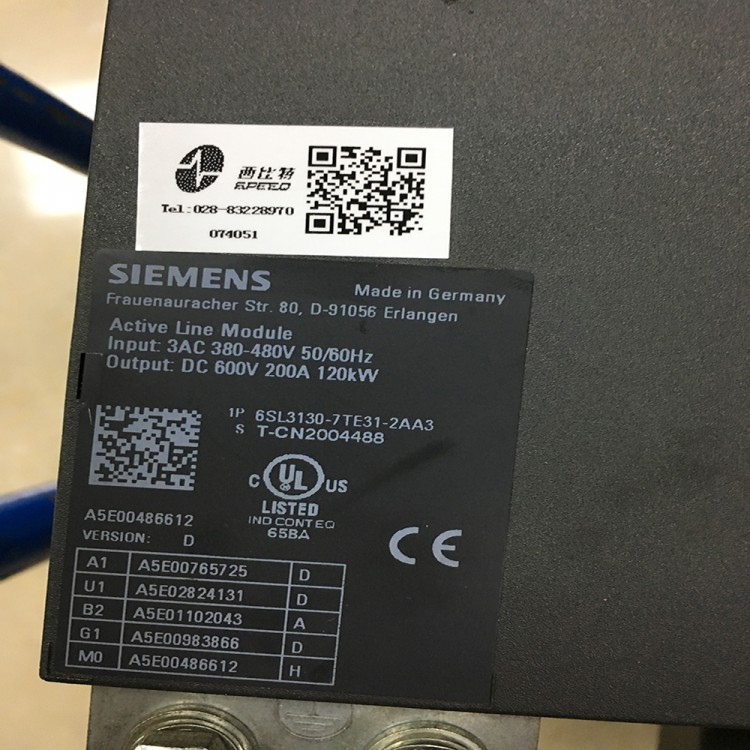 西比特
SPEED
Tel:028-83228970
074051
SIEMENS
Made in Germany
Frauenauracher Str. 80, D-91056 Erlangen
Active Line Module
Input: 3AC 380-480V 50/60Hz
Output: DC 600V 200A 120kW
1P 6SL3130-7TE31-2AA3
S T-CN2004488
C UL US
LISTED
IND CONT EQ
65BA
A5E00486612
VERSION: D
CE
A1 A5E00765725 D
U1 A5E02824131 D
B2 A5E01102043 A
G1 A5E00983866 D
M0 A5E00486612 H